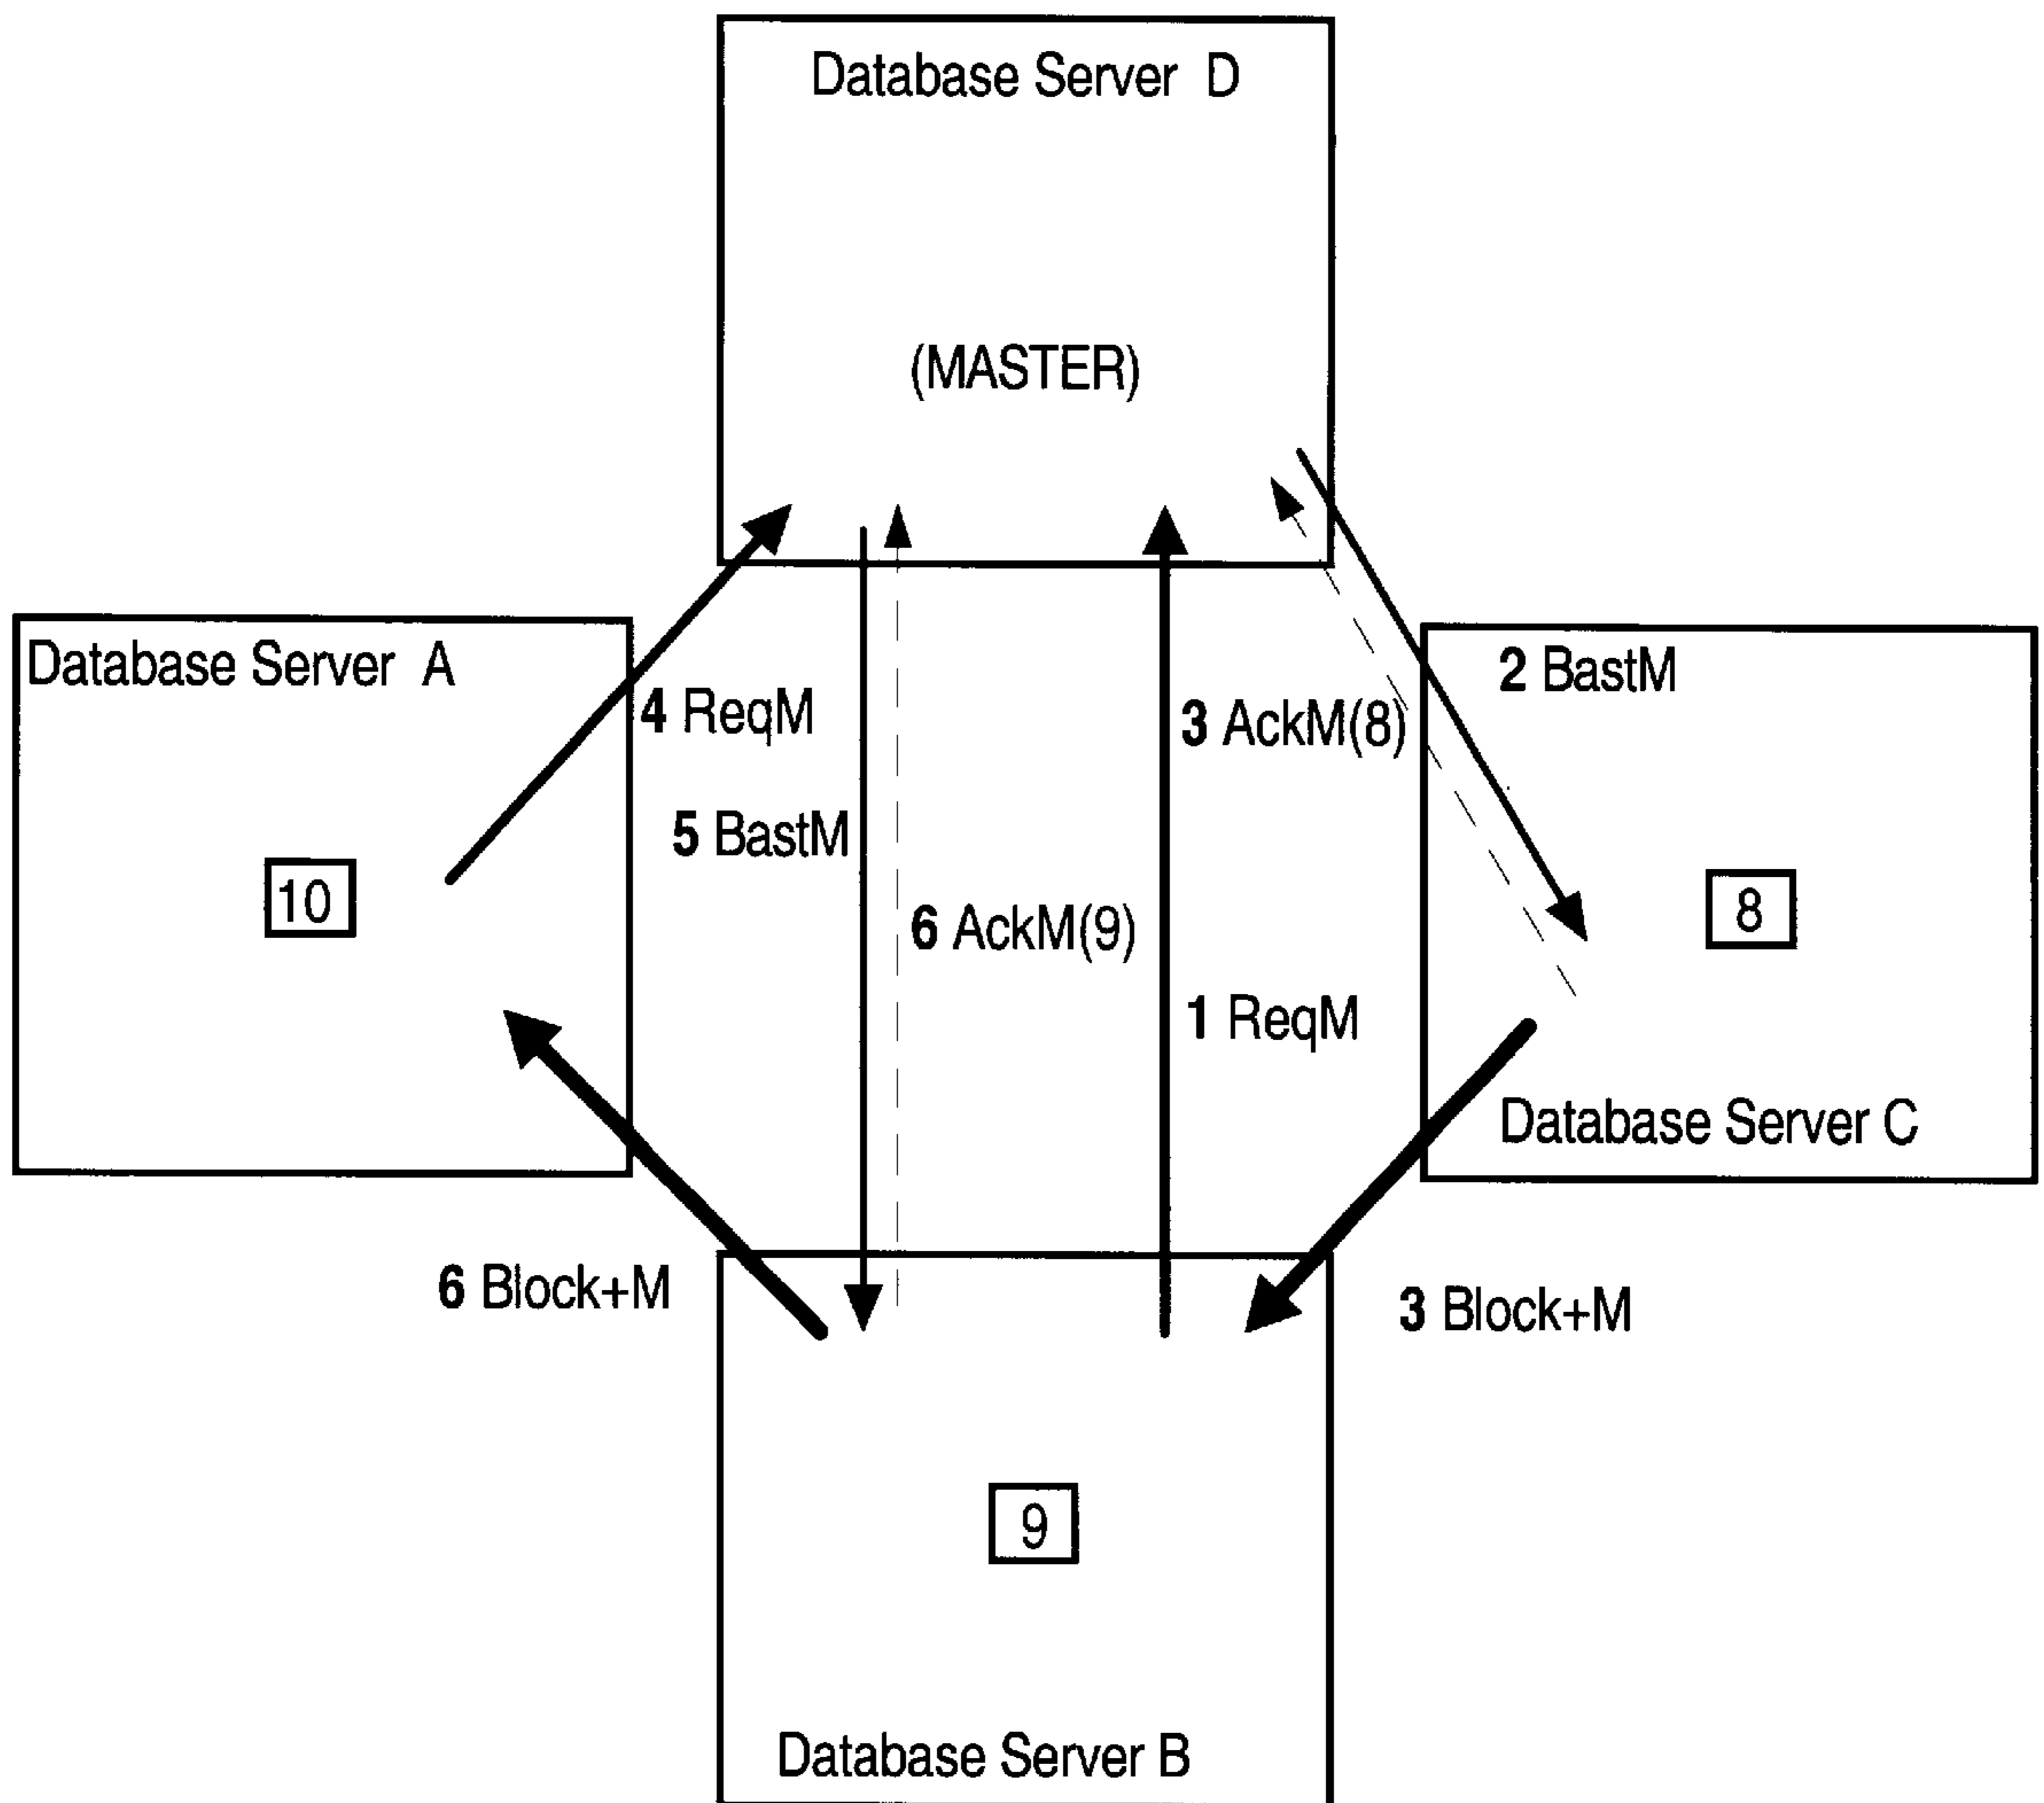 Database Server D
(MASTER)
Database Server A
4 ReqM
3 AckM(8)
2 BastM
5 BastM
10
6 AckM(9)
8
1 ReqM
Database Server C
6 Block+M
3 Block+M
9
Database Server B